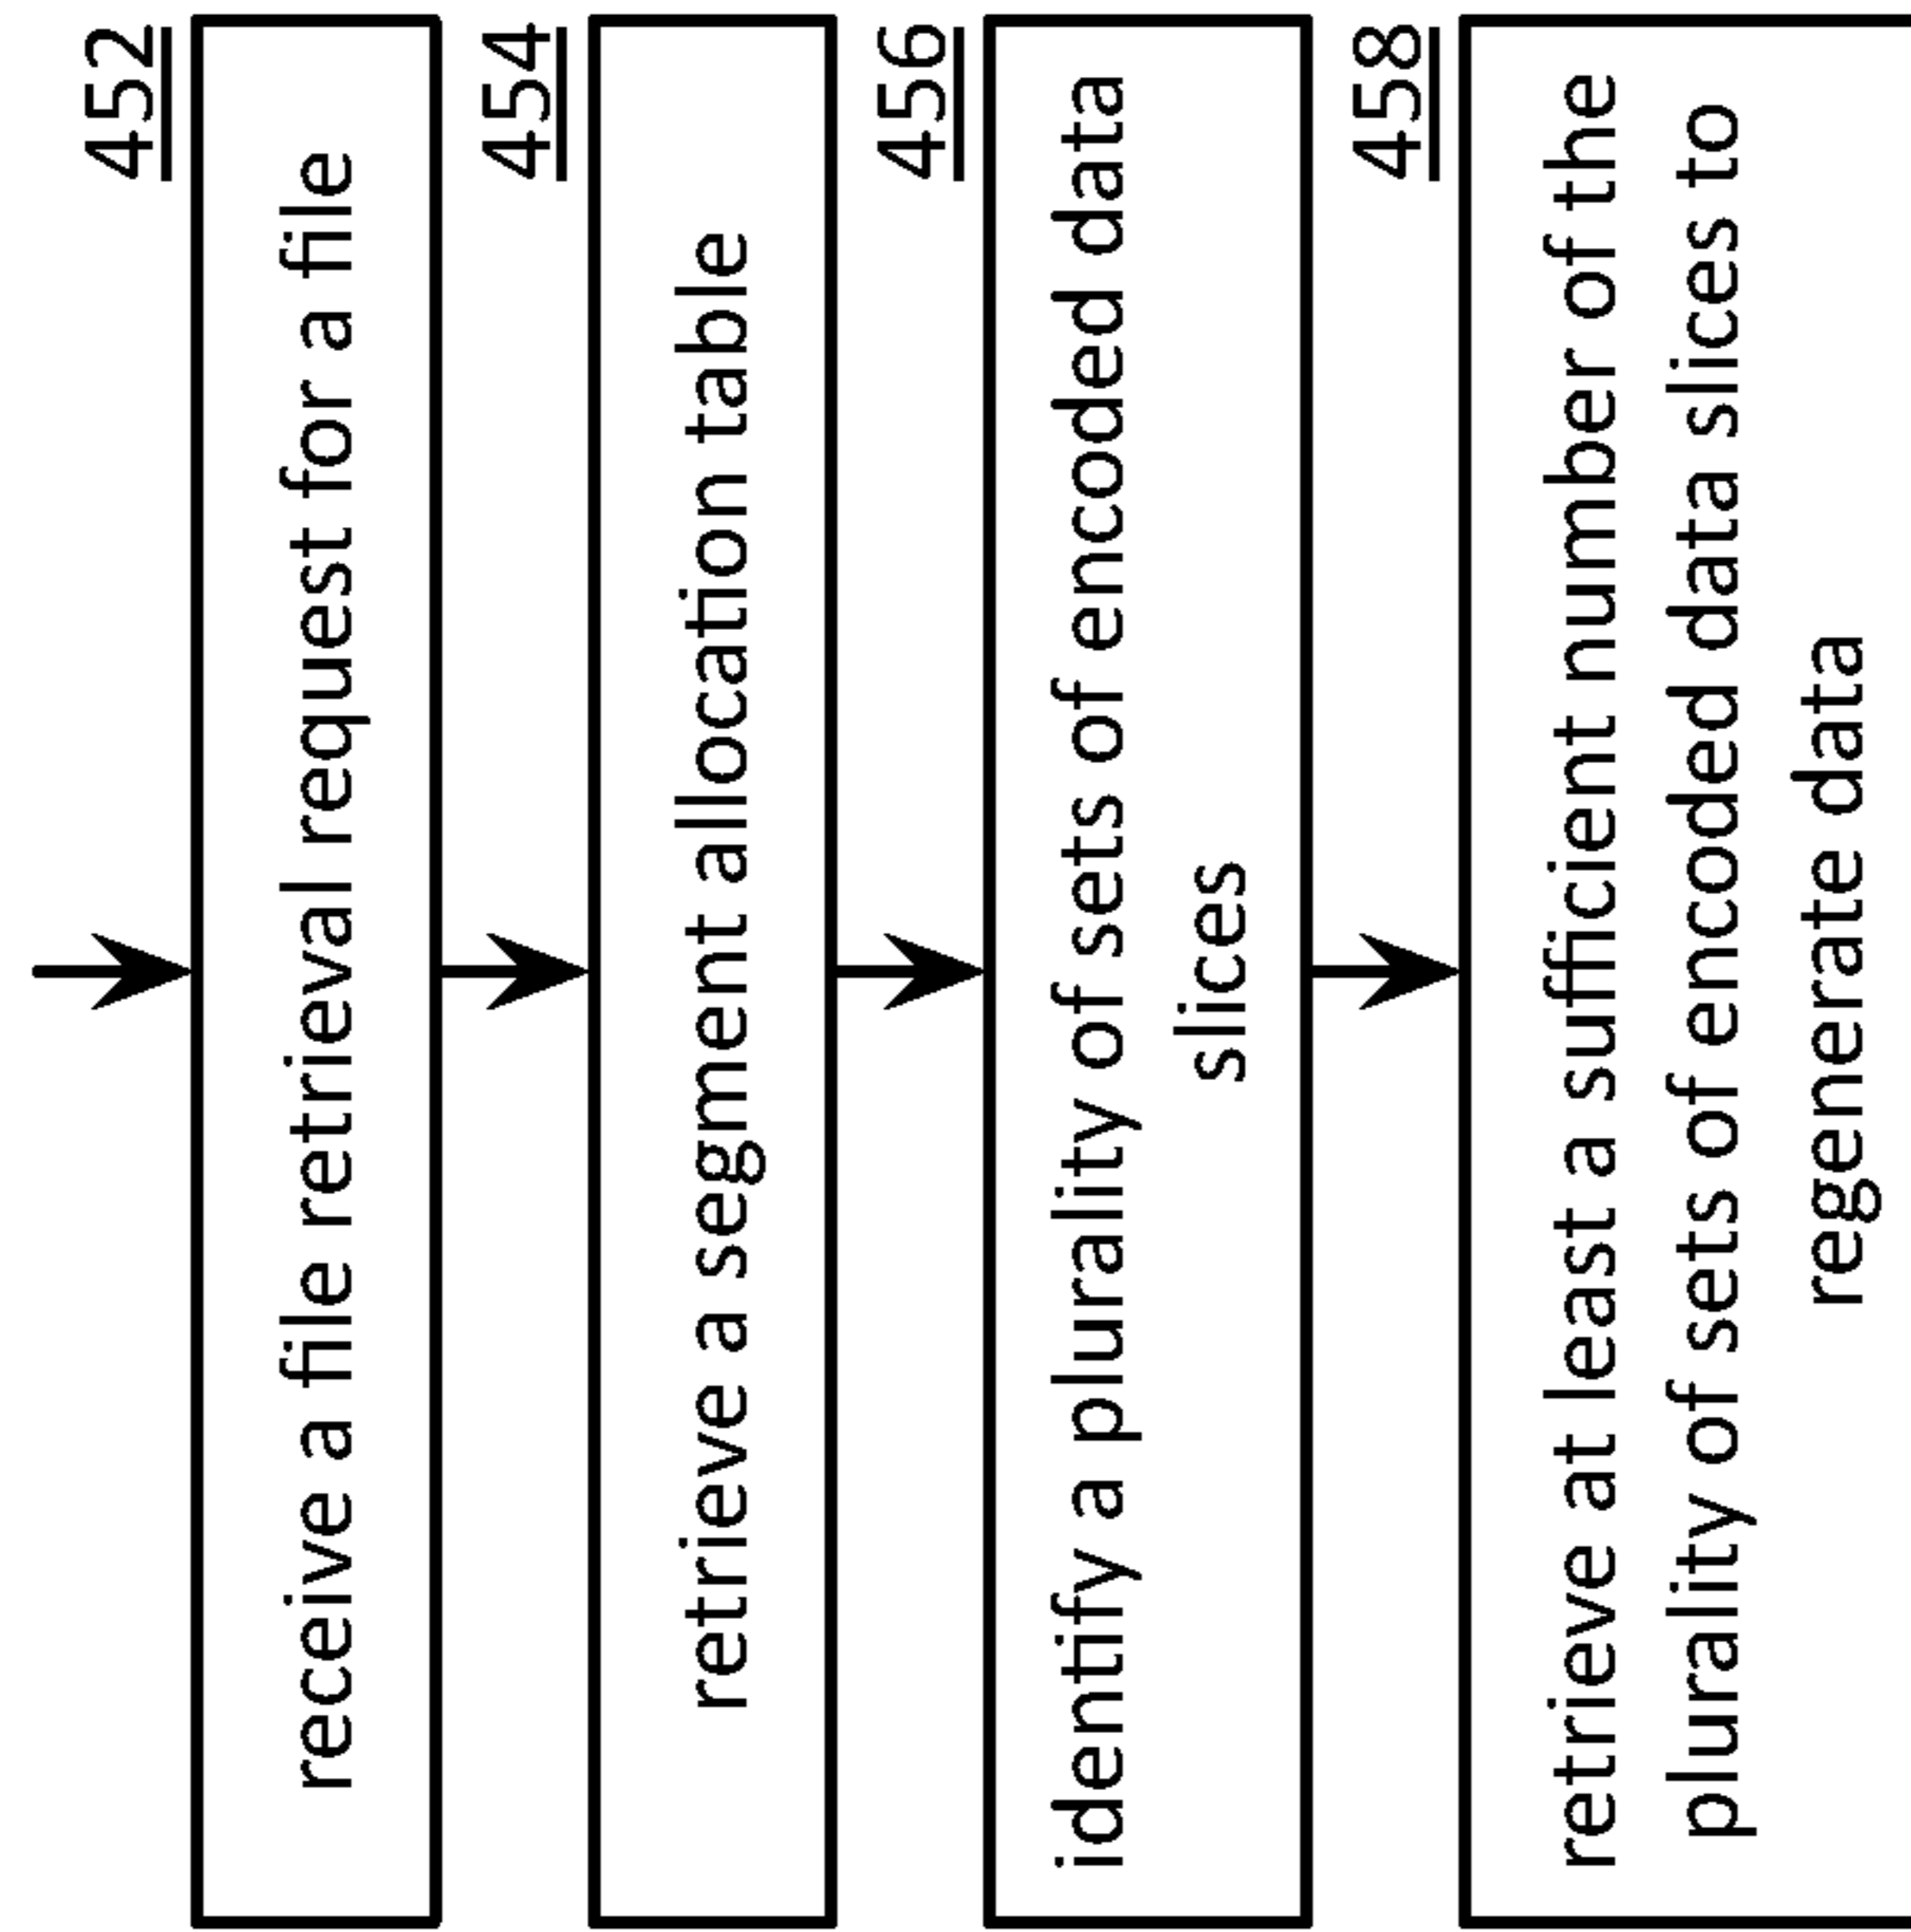 452
receive a file retrieval request for a file
454
retrieve a segment allocation table
456
identify a plurality of sets of encoded data
slices
458
retrieve at least a sufficient number of the
plurality of sets of encoded data slices to
regenerate data